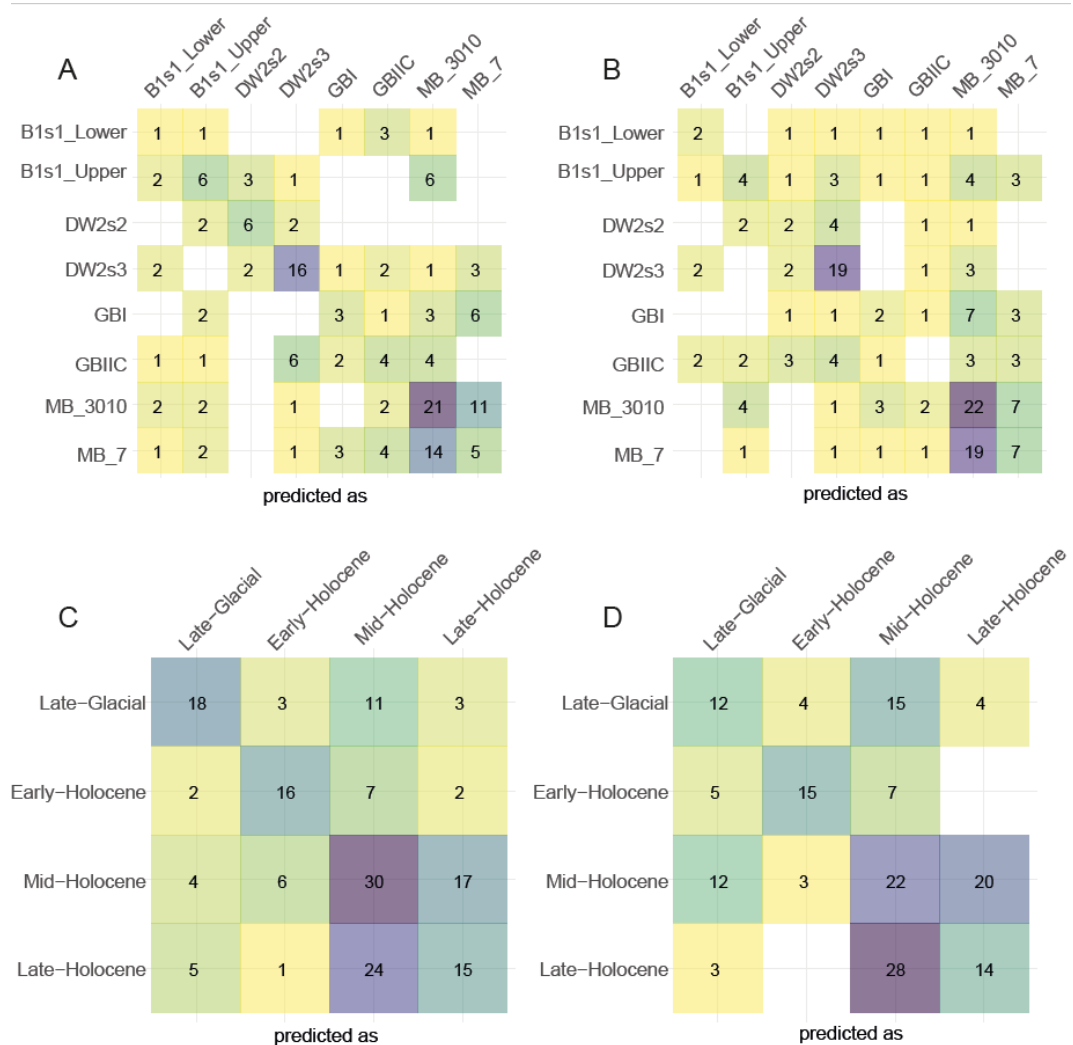 A
B1s1_Lower B1s1_Upper DW2s2 DW2s3 GBI GBIIC MB_3010 MB_7
B1s1_Lower 1 1 1 3 1
B1s1_Upper 2 6 3 1 6
DW2s2 2 6 2
DW2s3 2 2 16 1 2 1 3
GBI 2 3 1 3 6
GBIIC 1 1 6 2 4 4
MB_3010 2 2 1 2 21 11
MB_7 1 2 1 3 4 14 5
predicted as
B
B1s1_Lower B1s1_Upper DW2s2 DW2s3 GBI GBIIC MB_3010 MB_7
B1s1_Lower 2 1 1 1 1 1
B1s1_Upper 1 4 1 3 1 1 4 3
DW2s2 2 2 4 1 1
DW2s3 2 2 19 1 3
GBI 1 1 2 1 7 3
GBIIC 2 2 3 4 1 3 3
MB_3010 4 1 3 2 22 7
MB_7 1 1 1 1 19 7
predicted as
C
Late−Glacial Early−Holocene Mid−Holocene Late−Holocene
Late−Glacial 18 3 11 3
Early−Holocene 2 16 7 2
Mid−Holocene 4 6 30 17
Late−Holocene 5 1 24 15
predicted as
D
Late−Glacial Early−Holocene Mid−Holocene Late−Holocene
Late−Glacial 12 4 15 4
Early−Holocene 5 15 7
Mid−Holocene 12 3 22 20
Late−Holocene 3 28 14
predicted as